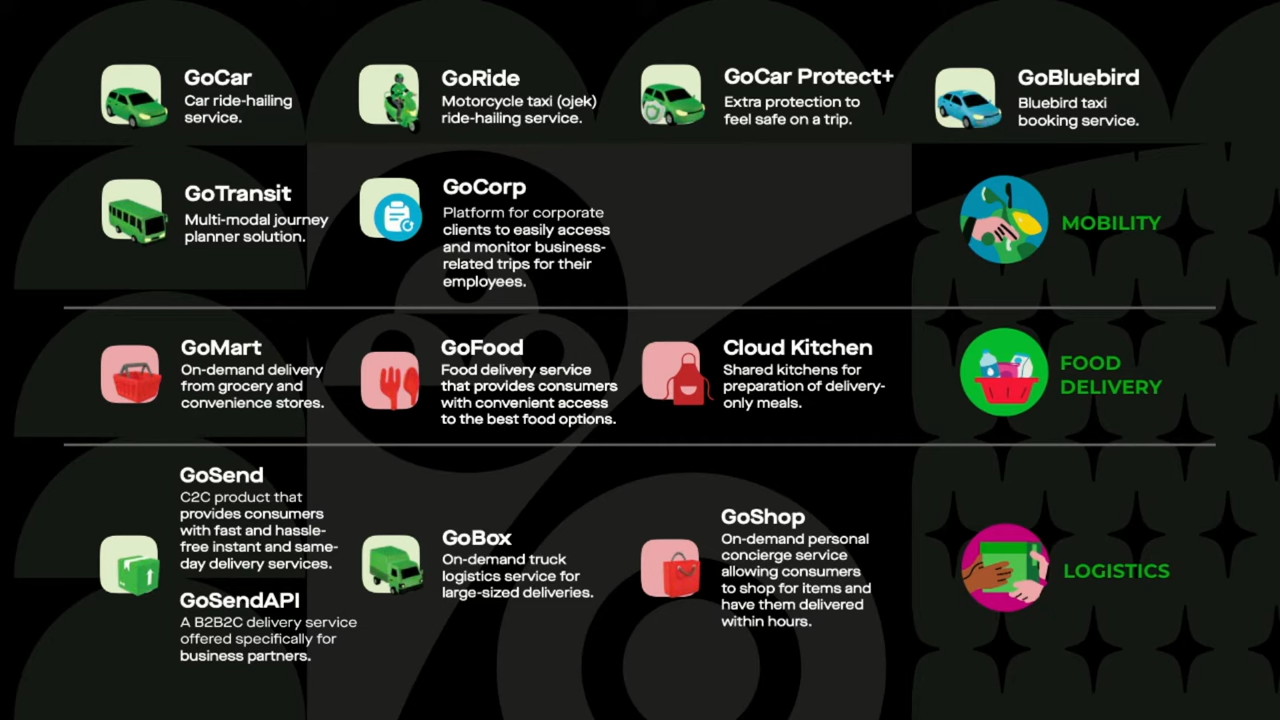 GoCar
Car ride-hailing
service.
GoRide
Motorcycle taxi (ojek)
ride-hailing service.
GoCar Protect+
Extra protection to
feel safe on a trip.
GoBluebird
Bluebird taxi
booking service.
GoTransit
Multi-modal journey
planner solution.
GoCorp
Platform for corporate
clients to easily access
and monitor business-
related trips for their
employees.
MOBILITY
GoMart
On-demand delivery
from grocery and
convenience stores.
GoFood
Food delivery service
that provides consumers
with convenient access
to the best food options.
Cloud Kitchen
Shared kitchens for
preparation of delivery-
only meals.
FOOD
DELIVERY
GoSend
C2C product that
provides consumers
with fast and hassle-
free instant and same-
day delivery services.
GoSendAPI
A B2B2C delivery service
offered specifically for
business partners.
GoBox
On-demand truck
logistics service for
large-sized deliveries.
GoShop
On-demand personal
concierge service
allowing consumers
to shop for items and
have them delivered
within hours.
LOGISTICS